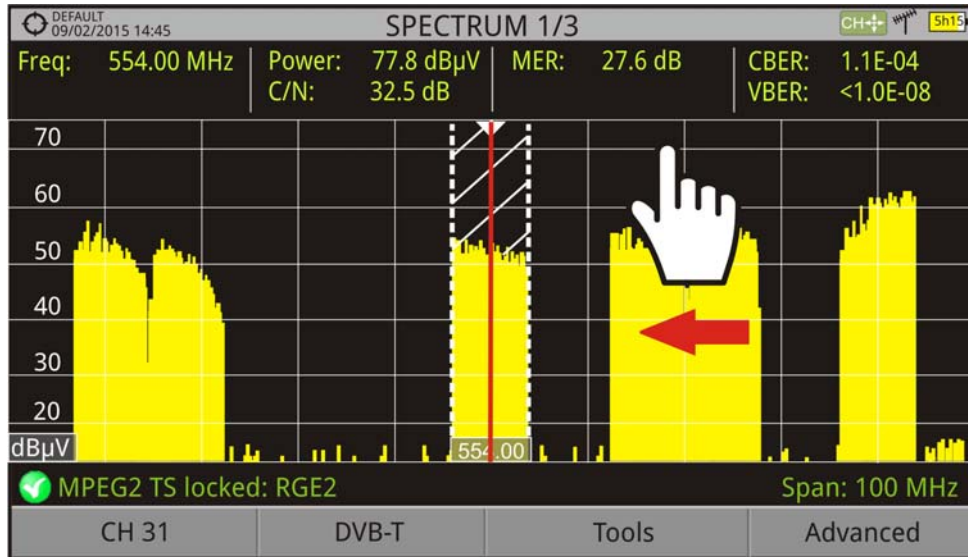 DEFAULT
09/02/2015 14:45
SPECTRUM 1/3
CH
5h15
Freq: 554.00 MHz
Power: 77.8 dBµV
C/N: 32.5 dB
MER: 27.6 dB
CBER: 1.1E-04
VBER: <1.0E-08
70
60
50
40
30
20
dBµV
554.00
MPEG2 TS locked: RGE2
Span: 100 MHz
CH 31
DVB-T
Tools
Advanced